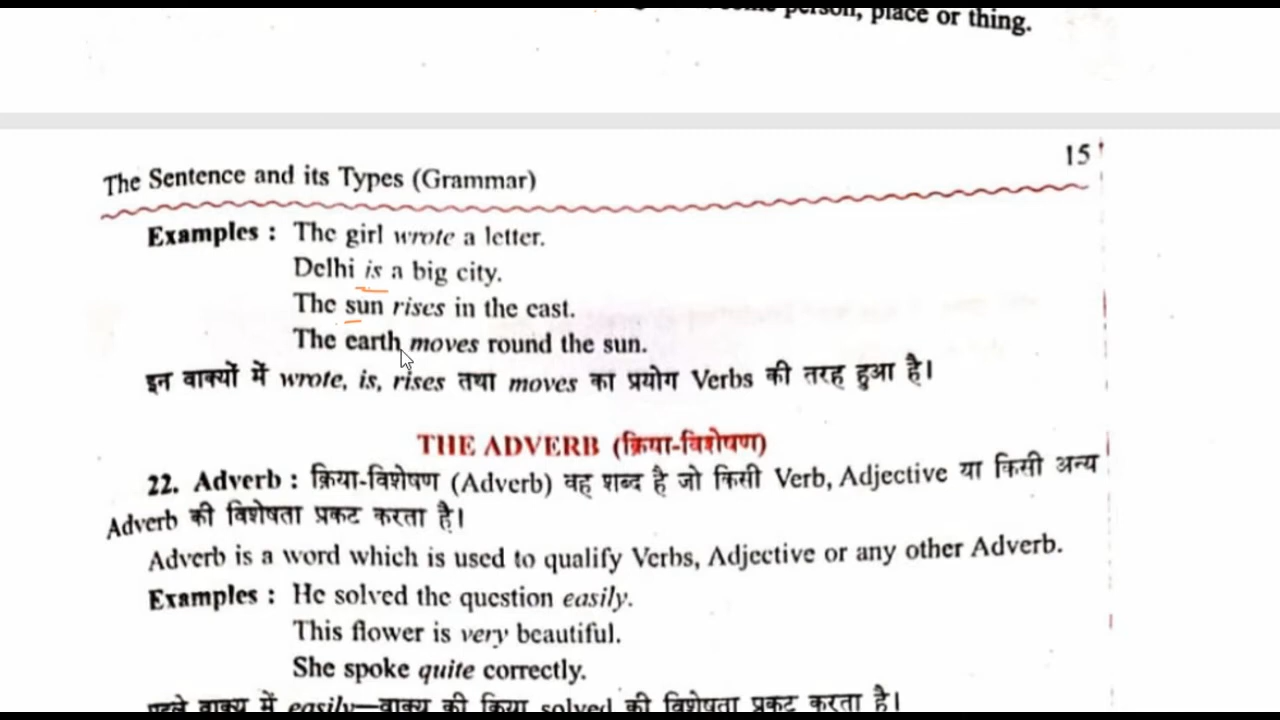 person, place or thing.
15
The Sentence and its Types (Grammar)
Examples : The girl wrote a letter.
Delhi is a big city.
The sun rises in the east.
The earth moves round the sun.
इन वाक्यों में wrote, is, rises तथा moves का प्रयोग Verbs की तरह हुआ है।
THE ADVERB (क्रिया-विशेषण)
22. Adverb : क्रिया-विशेषण (Adverb) वह शब्द है जो किसी Verb, Adjective या किसी अन्य
Adverb की विशेषता प्रकट करता है।
Adverb is a word which is used to qualify Verbs, Adjective or any other Adverb.
Examples : He solved the question easily.
This flower is very beautiful.
She spoke quite correctly.
पहले वाक्य में easily—वाक्य की क्रिया solved की विशेषता प्रकट करता है।